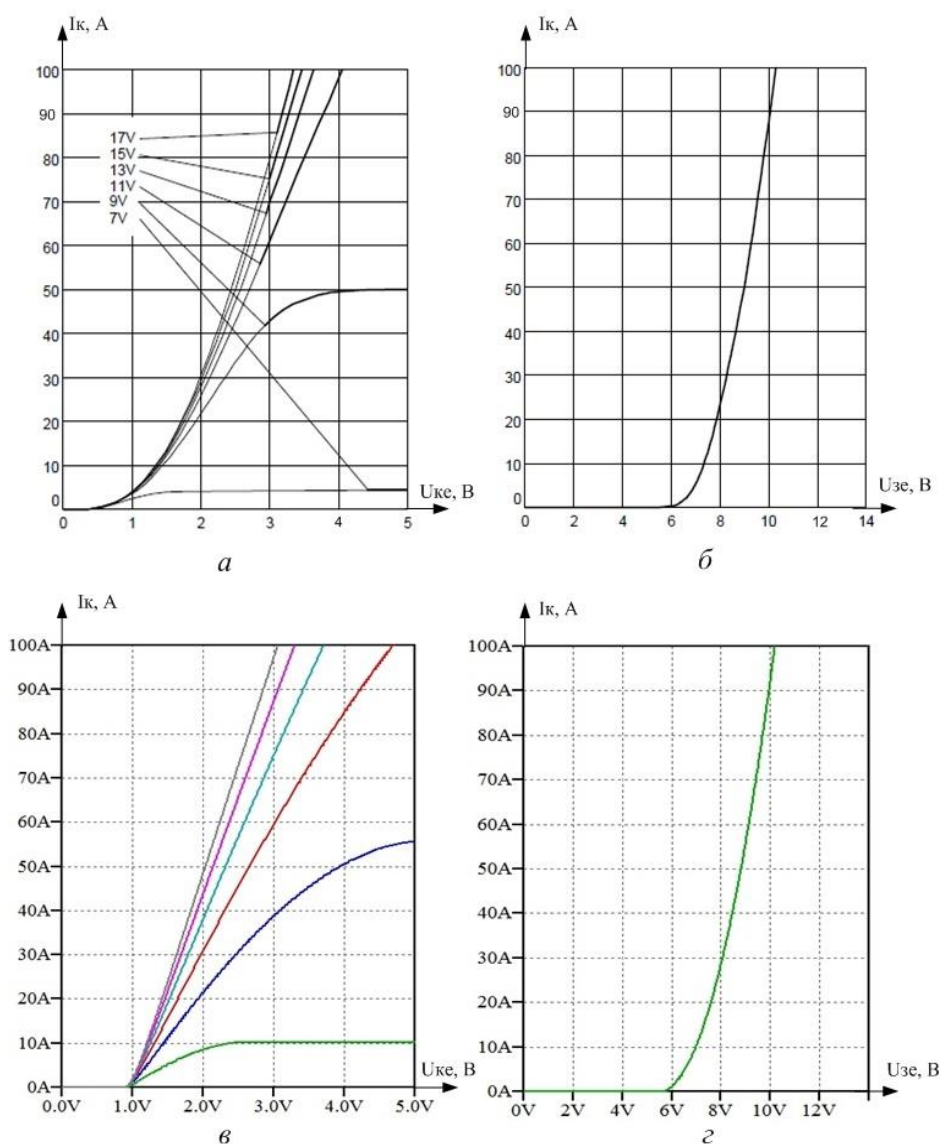 Iк, А
100
90
80
70
60
50
40
30
20
10
0
17V
15V
13V
11V
9V
7V
Uке, В
0 1 2 3 4 5
а
Iк, А
100
90
80
70
60
50
40
30
20
10
0
Uзе, В
0 2 4 6 8 10 12 14
б
Iк, А
100A
90A
80A
70A
60A
50A
40A
30A
20A
10A
0A
Uке, В
0.0V 1.0V 2.0V 3.0V 4.0V 5.0V
в
Iк, А
100A
90A
80A
70A
60A
50A
40A
30A
20A
10A
0A
Uзе, В
0V 2V 4V 6V 8V 10V 12V
г